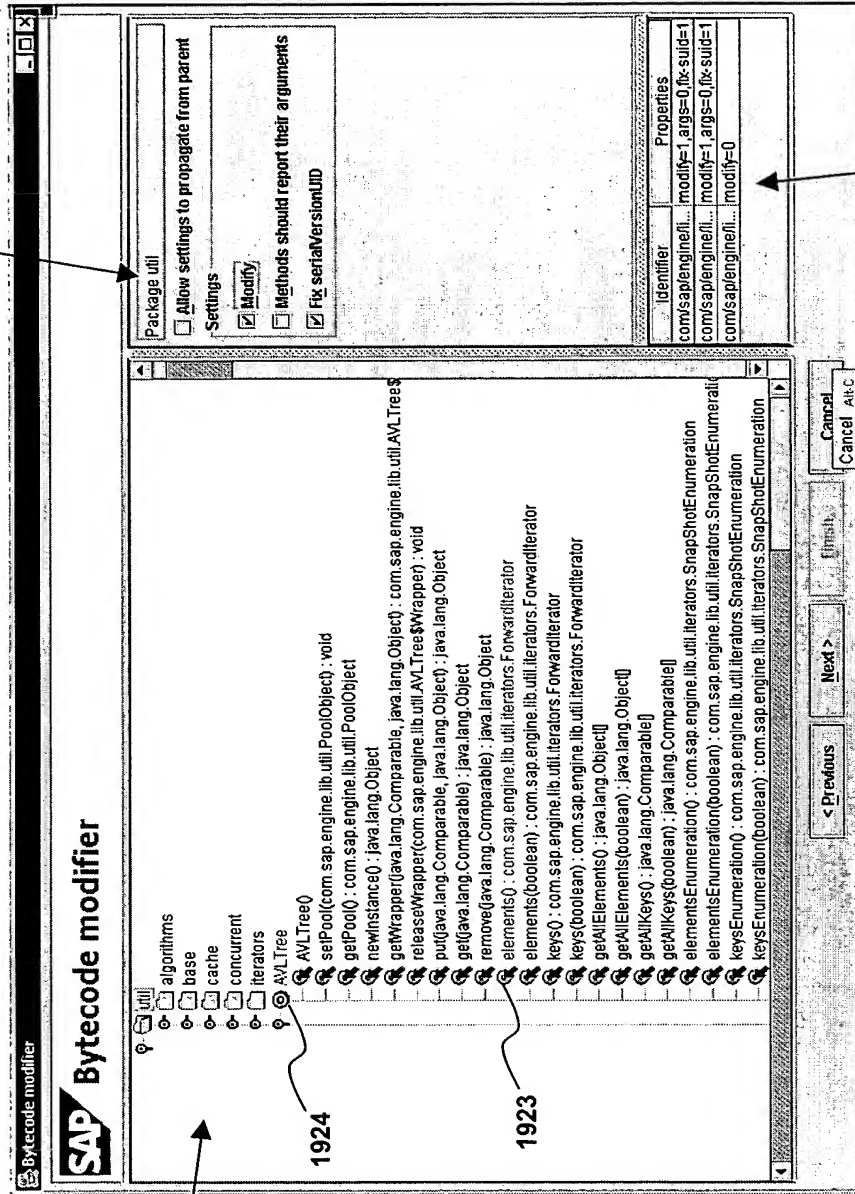 Bytecode modifier
SAP Bytecode modifier
util
algorithms
base
cache
concurrent
iterators
AVLTree
AVLTree()
setPool(com.sap.engine.lib.util.PoolObject) : void
getPool() : com.sap.engine.lib.util.PoolObject
newInstance() : java.lang.Object
getWrapper(java.lang.Comparable, java.lang.Object) : com.sap.engine.lib.util.AVLTree$
releaseWrapper(com.sap.engine.lib.util.AVLTree$Wrapper) : void
put(java.lang.Comparable, java.lang.Object) : java.lang.Object
get(java.lang.Comparable) : java.lang.Object
remove(java.lang.Comparable) : java.lang.Object
elements() : com.sap.engine.lib.util.iterators.ForwardIterator
elements(boolean) : com.sap.engine.lib.util.iterators.ForwardIterator
keys() : com.sap.engine.lib.util.iterators.ForwardIterator
keys(boolean) : com.sap.engine.lib.util.iterators.ForwardIterator
getAllElements() : java.lang.Object[]
getAllElements(boolean) : java.lang.Object[]
getAllKeys() : java.lang.Comparable[]
getAllKeys(boolean) : java.lang.Comparable[]
elementsEnumeration() : com.sap.engine.lib.util.iterators.SnapShotEnumeration
elementsEnumeration(boolean) : com.sap.engine.lib.util.iterators.SnapShotEnumeratio
keysEnumeration() : com.sap.engine.lib.util.iterators.SnapShotEnumeration
keysEnumeration(boolean) : com.sap.engine.lib.util.iterators.SnapShotEnumeration
1924
1923
Package util
Allow settings to propagate from parent
Settings
Modify
Methods should report their arguments
Fix serialVersionUID
Identifier Properties
com/sap/engine/li... modify=1,args=0,fix-suid=1
com/sap/engine/li... modify=1,args=0,fix-suid=1
com/sap/engine/li... modify=0
< Previous Next > Finish Cancel
Cancel Alt-C